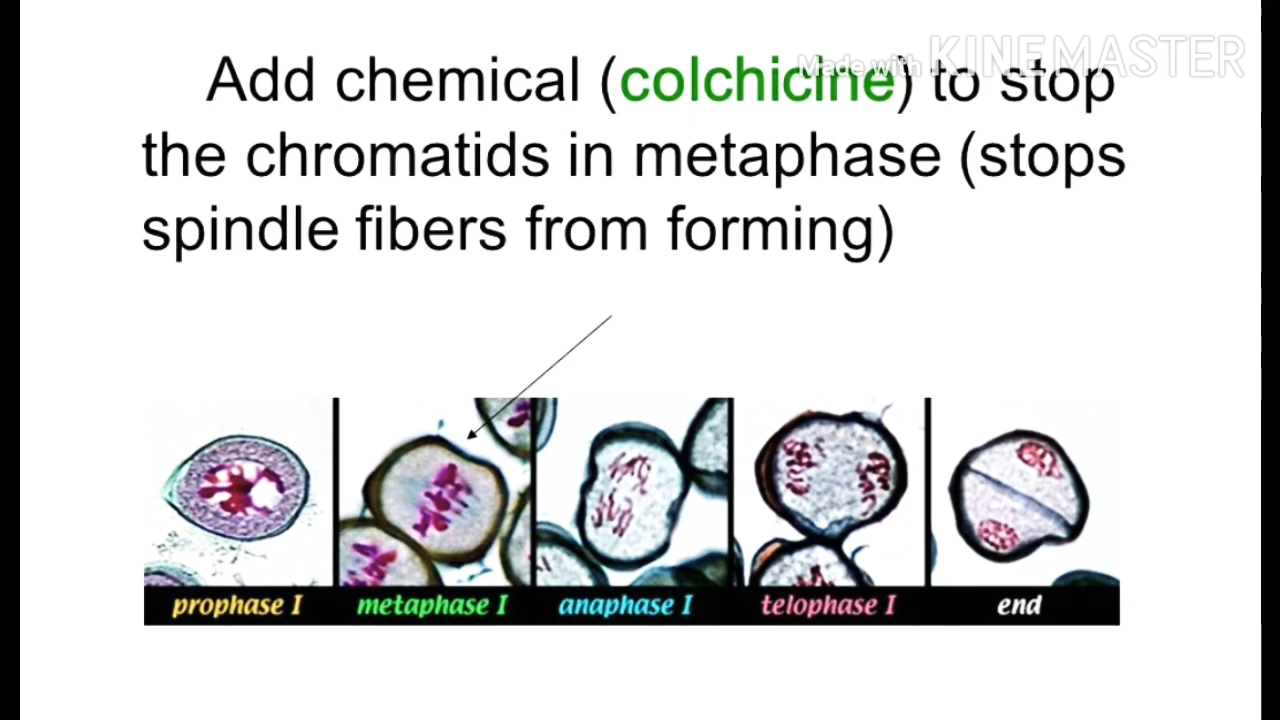 Made with KINEMASTER
Add chemical (colchicine) to stop
the chromatids in metaphase (stops
spindle fibers from forming)
prophase I
metaphase I
anaphase I
telophase I
end